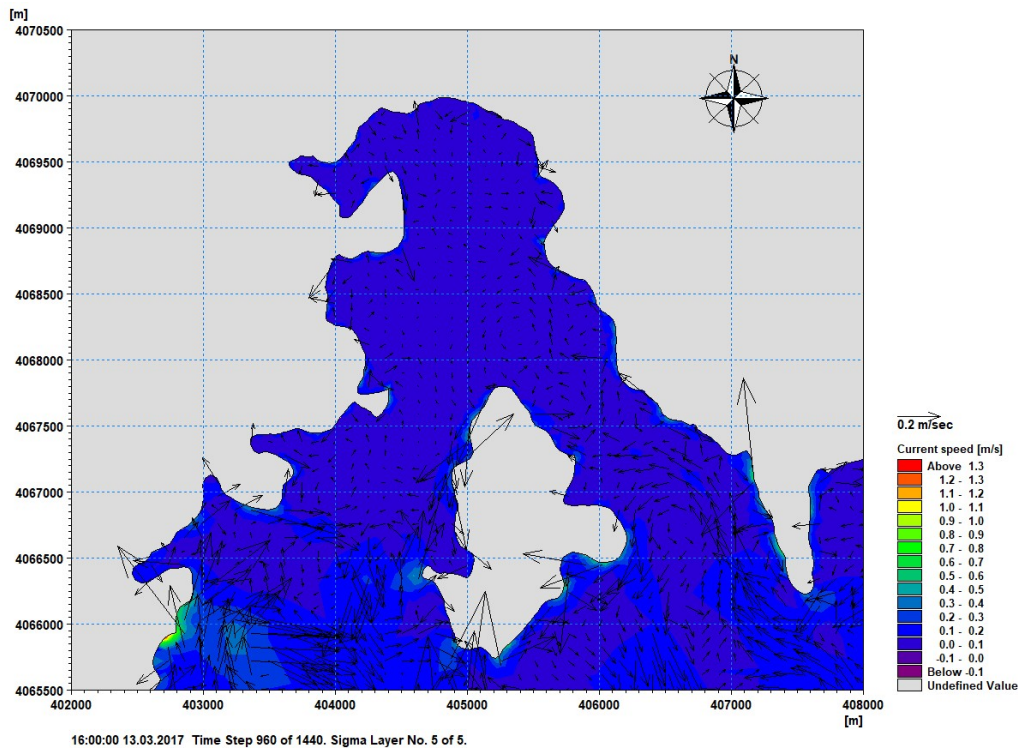 [m]
4070500
4070000
4069500
4069000
4068500
4068000
4067500
4067000
4066500
4066000
4065500
402000 403000 404000 405000 406000 407000 408000
[m]
N
0.2 m/sec
Current speed [m/s]
Above 1.3
1.2 - 1.3
1.1 - 1.2
1.0 - 1.1
0.9 - 1.0
0.8 - 0.9
0.7 - 0.8
0.6 - 0.7
0.5 - 0.6
0.4 - 0.5
0.3 - 0.4
0.2 - 0.3
0.1 - 0.2
0.0 - 0.1
-0.1 - 0.0
Below -0.1
Undefined Value
16:00:00 13.03.2017 Time Step 960 of 1440. Sigma Layer No. 5 of 5.